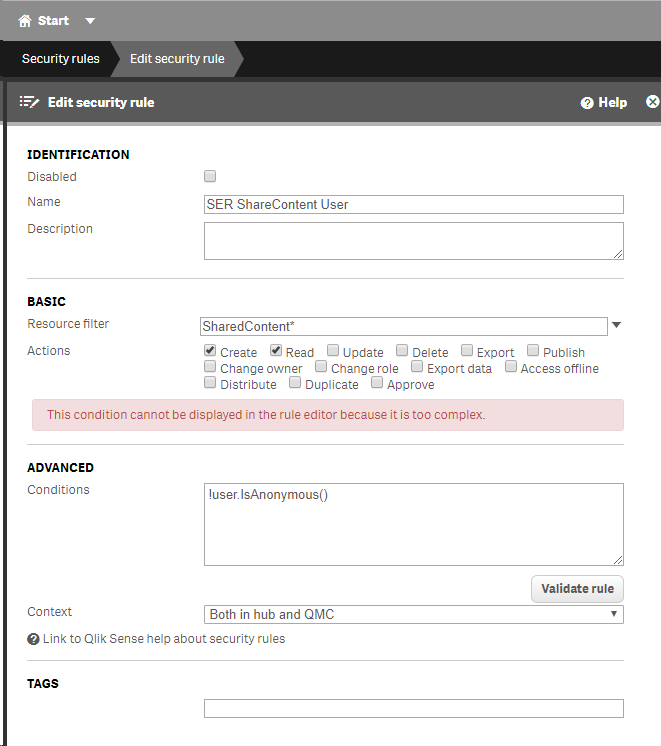 Start
Security rules Edit security rule
Edit security rule Help
IDENTIFICATION
Disabled
Name SER ShareContent User
Description
BASIC
Resource filter SharedContent*
Actions Create Read Update Delete Export Publish
Change owner Change role Export data Access offline
Distribute Duplicate Approve
This condition cannot be displayed in the rule editor because it is too complex.
ADVANCED
Conditions !user.IsAnonymous()
Validate rule
Context Both in hub and QMC
Link to Qlik Sense help about security rules
TAGS